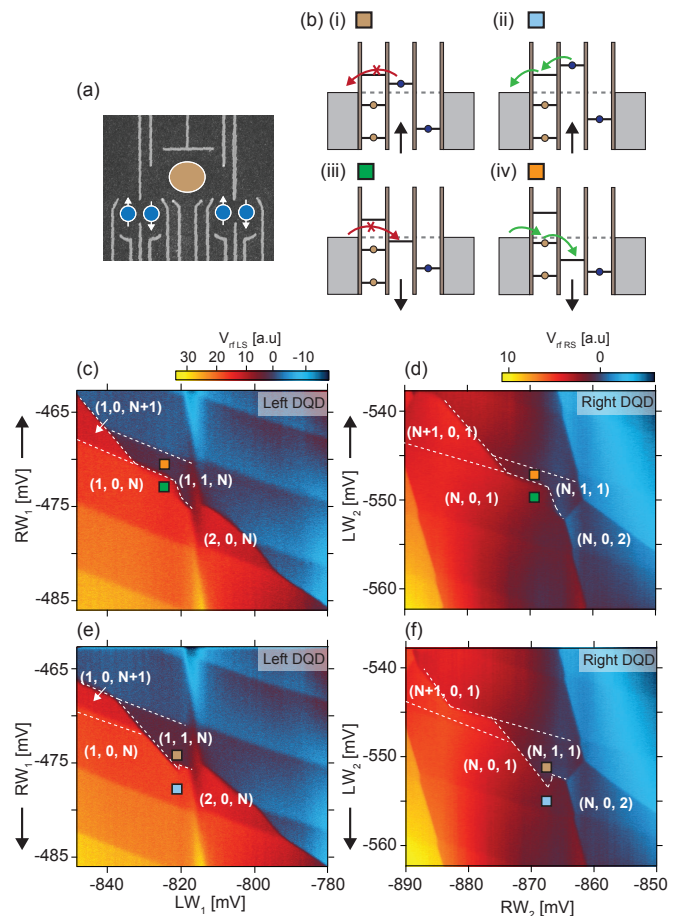 (a)
(b) (i)
(ii)
(iii)
(iv)
V_rf LS [a.u]
30 20 10 0 -10
V_rf RS [a.u]
10 0
(c)
Left DQD
RW₁ [mV]
-465
-475
-485
(1,0, N+1)
(1, 0, N)
(1, 1, N)
(2, 0, N)
(d)
Right DQD
LW₂ [mV]
-540
-550
-560
(N+1, 0, 1)
(N, 0, 1)
(N, 1, 1)
(N, 0, 2)
(e)
Left DQD
RW₁ [mV]
-465
-475
-485
(1, 0, N+1)
(1, 0, N)
(1, 1, N)
(2, 0, N)
-840 -820 -800 -780
LW₁ [mV]
(f)
Right DQD
LW₂ [mV]
-540
-550
-560
(N+1, 0, 1)
(N, 0, 1)
(N, 1, 1)
(N, 0, 2)
-890 -880 -870 -860 -850
RW₂ [mV]